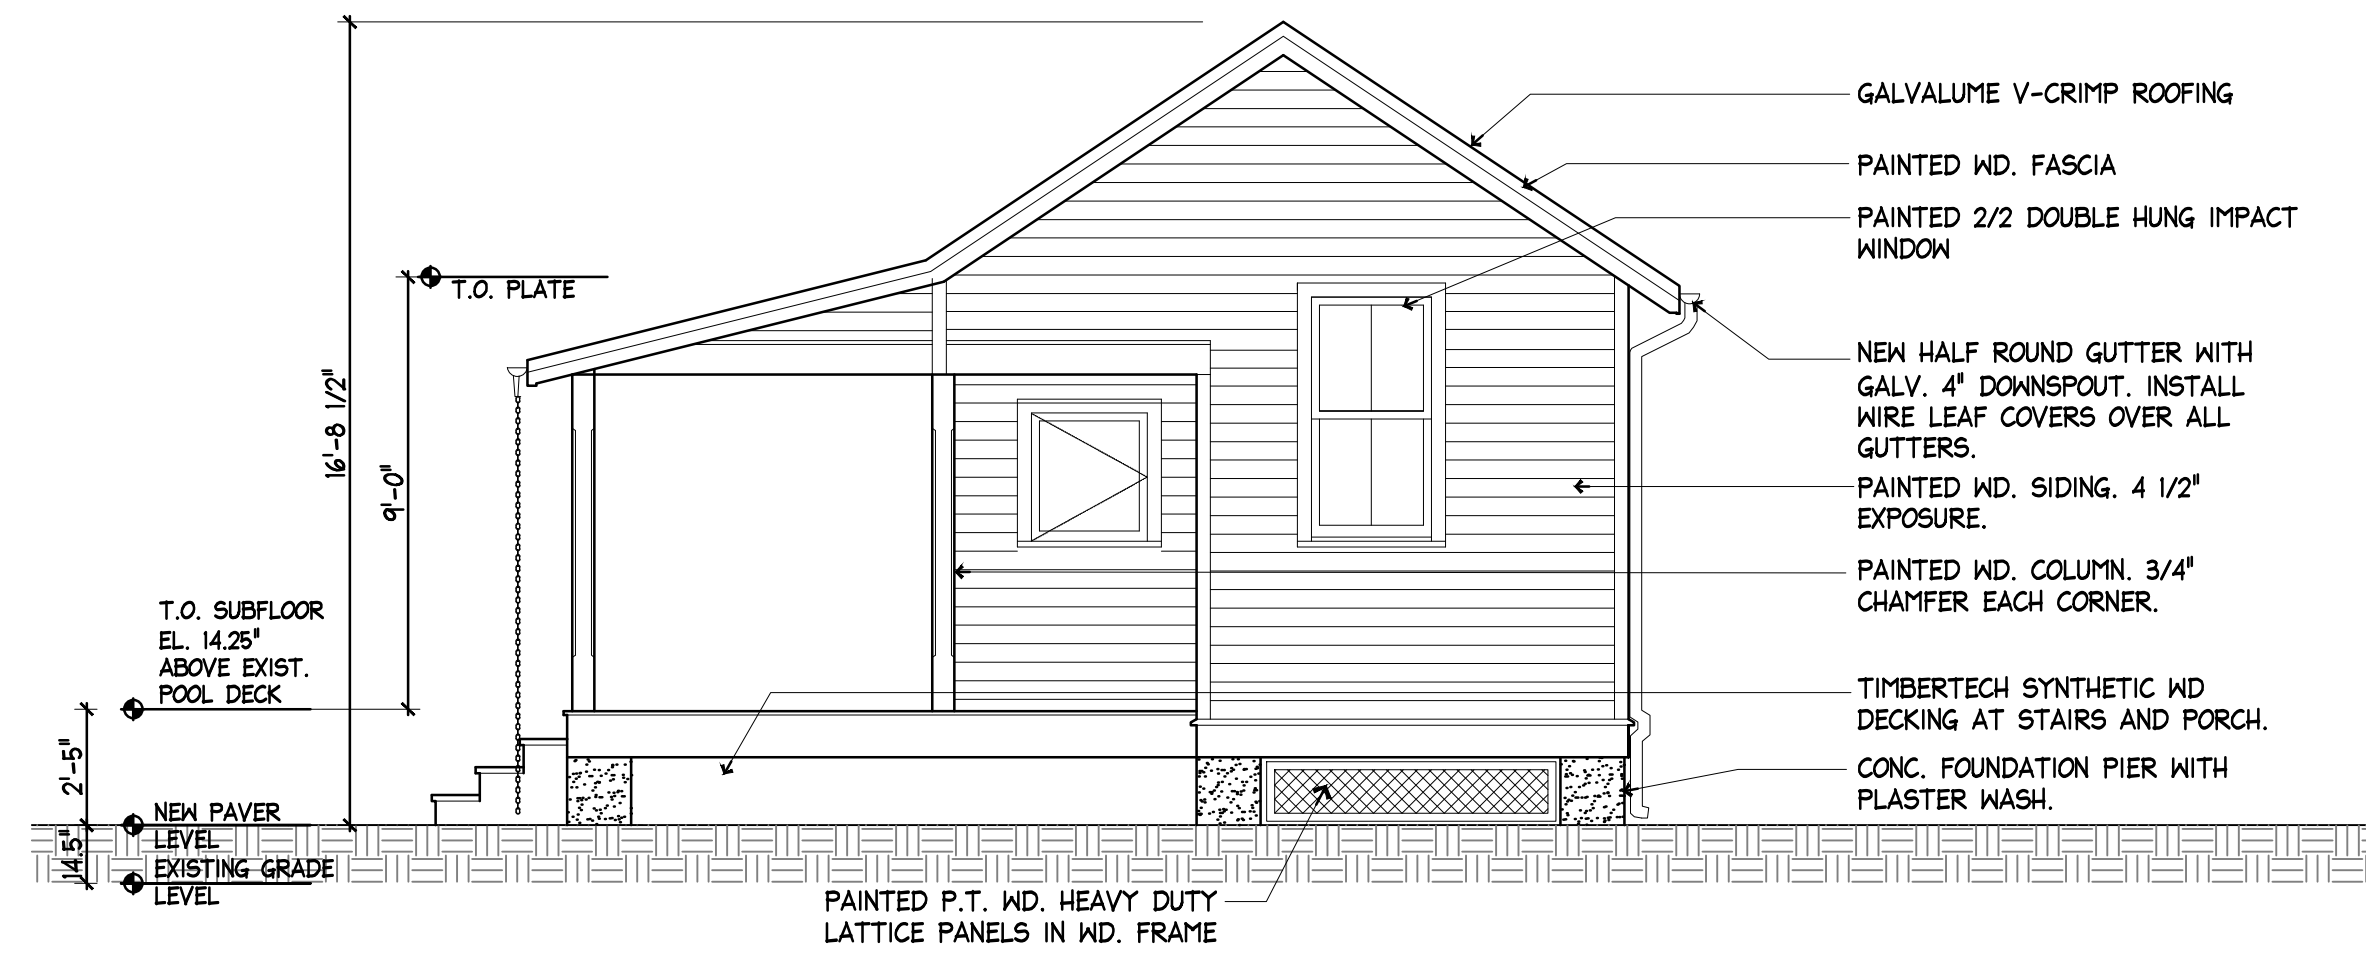 GALVALUME V-CRIMP ROOFING
PAINTED WD. FASCIA
PAINTED 2/2 DOUBLE HUNG IMPACT
WINDOW
T.O. PLATE
NEW HALF ROUND GUTTER WITH
GALV. 4" DOWNSPOUT. INSTALL
WIRE LEAF COVERS OVER ALL
GUTTERS.
16'-8 1/2"
9'-0"
PAINTED WD. SIDING. 4 1/2"
EXPOSURE.
PAINTED WD. COLUMN. 3/4"
CHAMFER EACH CORNER.
T.O. SUBFLOOR
EL. 14.25"
ABOVE EXIST.
POOL DECK
TIMBERTECH SYNTHETIC WD
DECKING AT STAIRS AND PORCH.
2'-5"
CONC. FOUNDATION PIER WITH
PLASTER WASH.
NEW PAVER
LEVEL
14.5"
EXISTING GRADE
LEVEL
PAINTED P.T. WD. HEAVY DUTY
LATTICE PANELS IN WD. FRAME